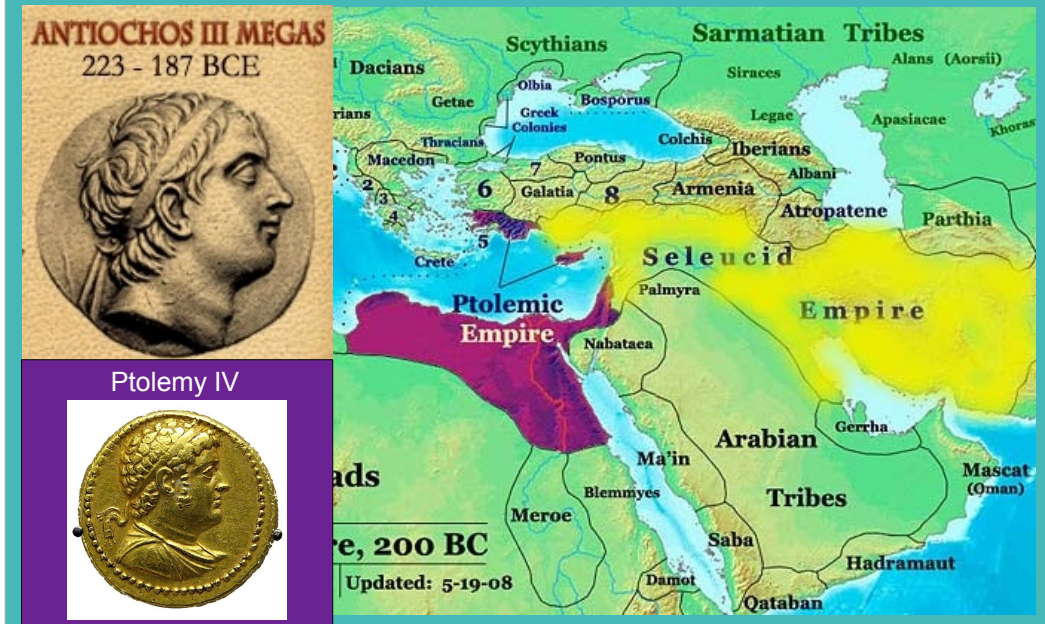 ANTIOCHOS III MEGAS
223 - 187 BCE
Ptolemy IV
Scythians
Sarmatian Tribes
Alans (Aorsii)
Dacians
Siraces
Olbia
Getae
Bosporus
rians
Greek
Colonies
Legae
Apasiacae
Khoras
Thracians
Colchis
Iberians
Macedon
Pontus
7
Albani
2
3
6
Galatia
8
Armenia
4
Atropatene
Parthia
5
Crete
Seleucid
Palmyra
Ptolemic
Empire
Empire
Nabataea
Gerrha
Arabian
Tribes
Ma'in
Mascat
(Oman)
ads
Blemmyes
Meroe
Saba
re, 200 BC
Hadramaut
Updated: 5-19-08
Damot
Qataban